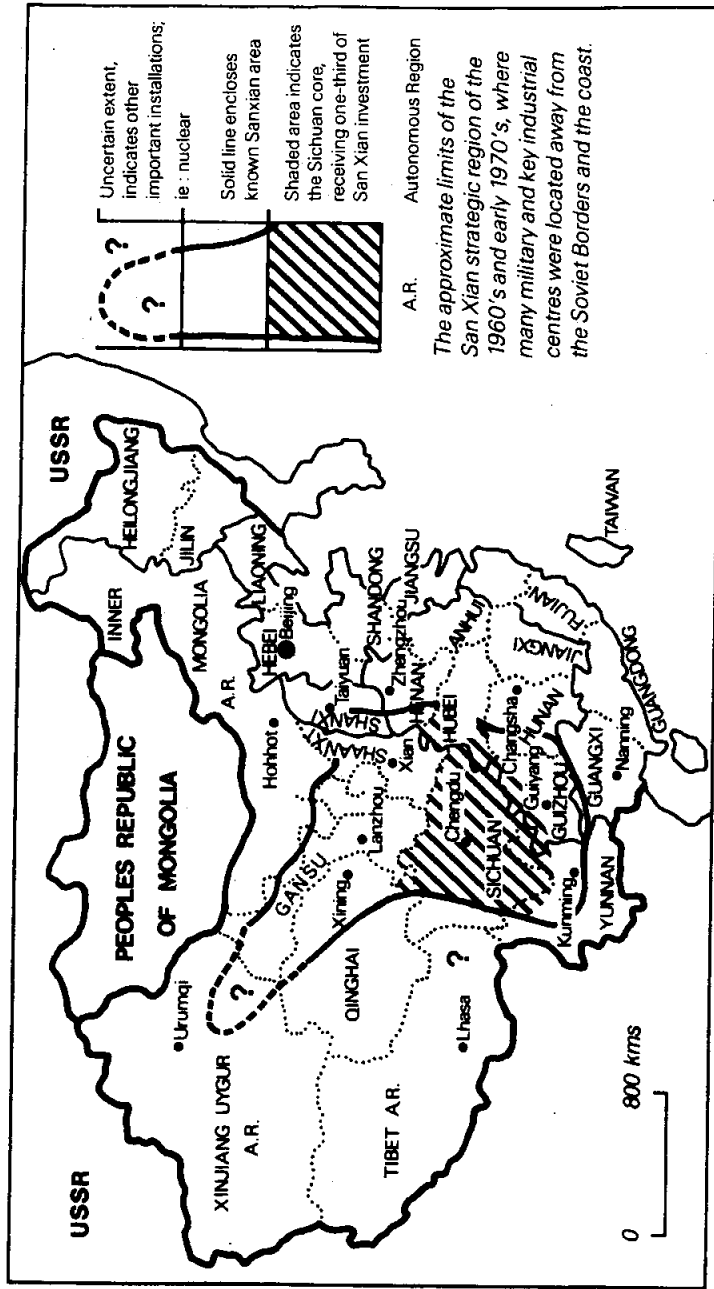 USSR
USSR
PEOPLES REPUBLIC
OF MONGOLIA
HEILONGJIANG
JILIN
INNER
MONGOLIA
A.R.
LIAONING
HEBEI
Beijing
Urumqi
XINJIANG UYGUR
A.R.
?
GANSU
Hohhot
Taiyuan
SHANXI
SHAANXI
SHANDONG
Zhengzhou
JIANGSU
HENAN
Xining
Lanzhou
Xian
QINGHAI
ANHUI
HUBEI
TIBET A.R.
?
Lhasa
Chengdu
SICHUAN
Changsha
HUNAN
JIANGXI
FUJIAN
Guiyang
GUIZHOU
Kunming
YUNNAN
GUANGXI
Nanning
GUANGDONG
TAIWAN
0 800 kms
?
?
Uncertain extent,
indicates other
important installations;
ie : nuclear
Solid line encloses
known Sanxian area
Shaded area indicates
the Sichuan core,
receiving one-third of
San Xian investment
A.R. Autonomous Region
The approximate limits of the
San Xian strategic region of the
1960's and early 1970's, where
many military and key industrial
centres were located away from
the Soviet Borders and the coast.